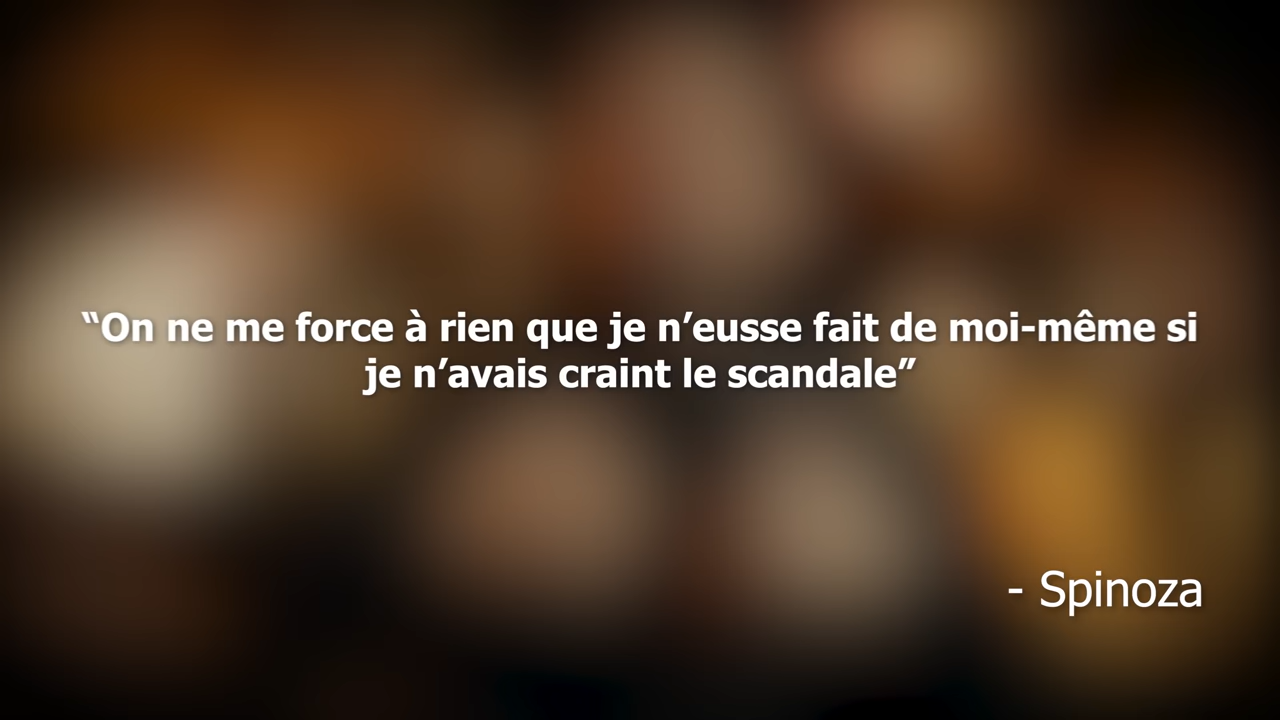 “On ne me force à rien que je n’eusse fait de moi-même si
je n’avais craint le scandale”
- Spinoza